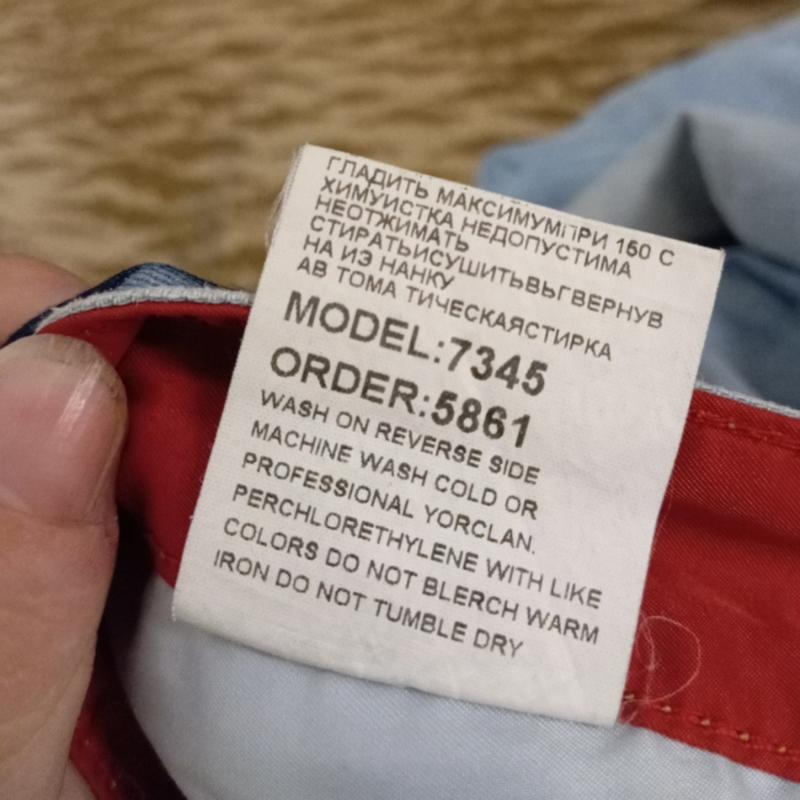 ГЛАДИТЬ МАКСИМУМПРИ 150 С
ХИМУИСТКА НЕДОПУСТИМА
НЕОТЖИМАТЬ
СТИРАТЬИСУШИТЬВЬГВЕРНУВ
НА ИЭ НАНКУ
АВ ТОМА ТИЧЕСКАЯСТИРКА
MODEL:7345
ORDER:5861
WASH ON REVERSE SIDE
MACHINE WASH COLD OR
PROFESSIONAL YORCLAN.
PERCHLORETHYLENE WITH LIKE
COLORS DO NOT BLERCH WARM
IRON DO NOT TUMBLE DRY